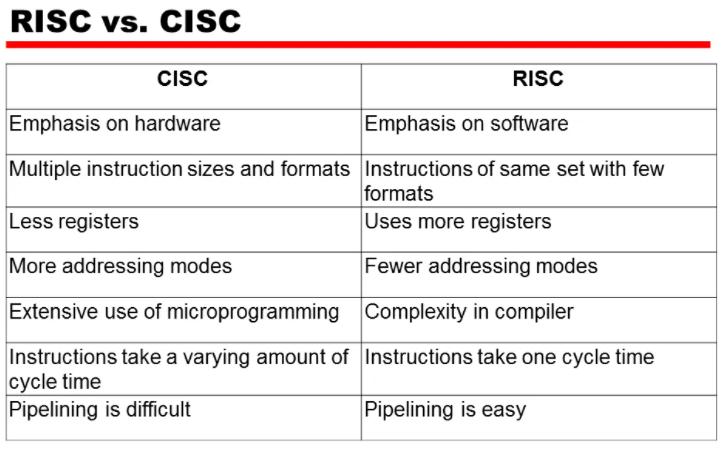 RISC vs. CISC
CISC
RISC
Emphasis on hardware
Emphasis on software
Multiple instruction sizes and formats
Instructions of same set with few
formats
Less registers
Uses more registers
More addressing modes
Fewer addressing modes
Extensive use of microprogramming
Complexity in compiler
Instructions take a varying amount of
cycle time
Instructions take one cycle time
Pipelining is difficult
Pipelining is easy